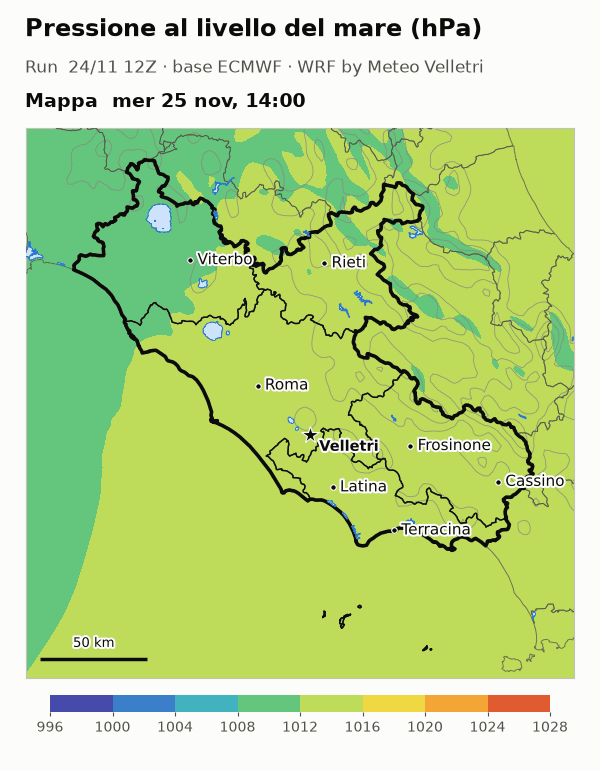 Pressione al livello del mare (hPa)
Run  24/11 12Z · base ECMWF · WRF by Meteo Velletri
Mappa  mer 25 nov, 14:00
Viterbo
Rieti
Roma
Velletri
Frosinone
Cassino
Latina
Terracina
50 km
996 1000 1004 1008 1012 1016 1020 1024 1028